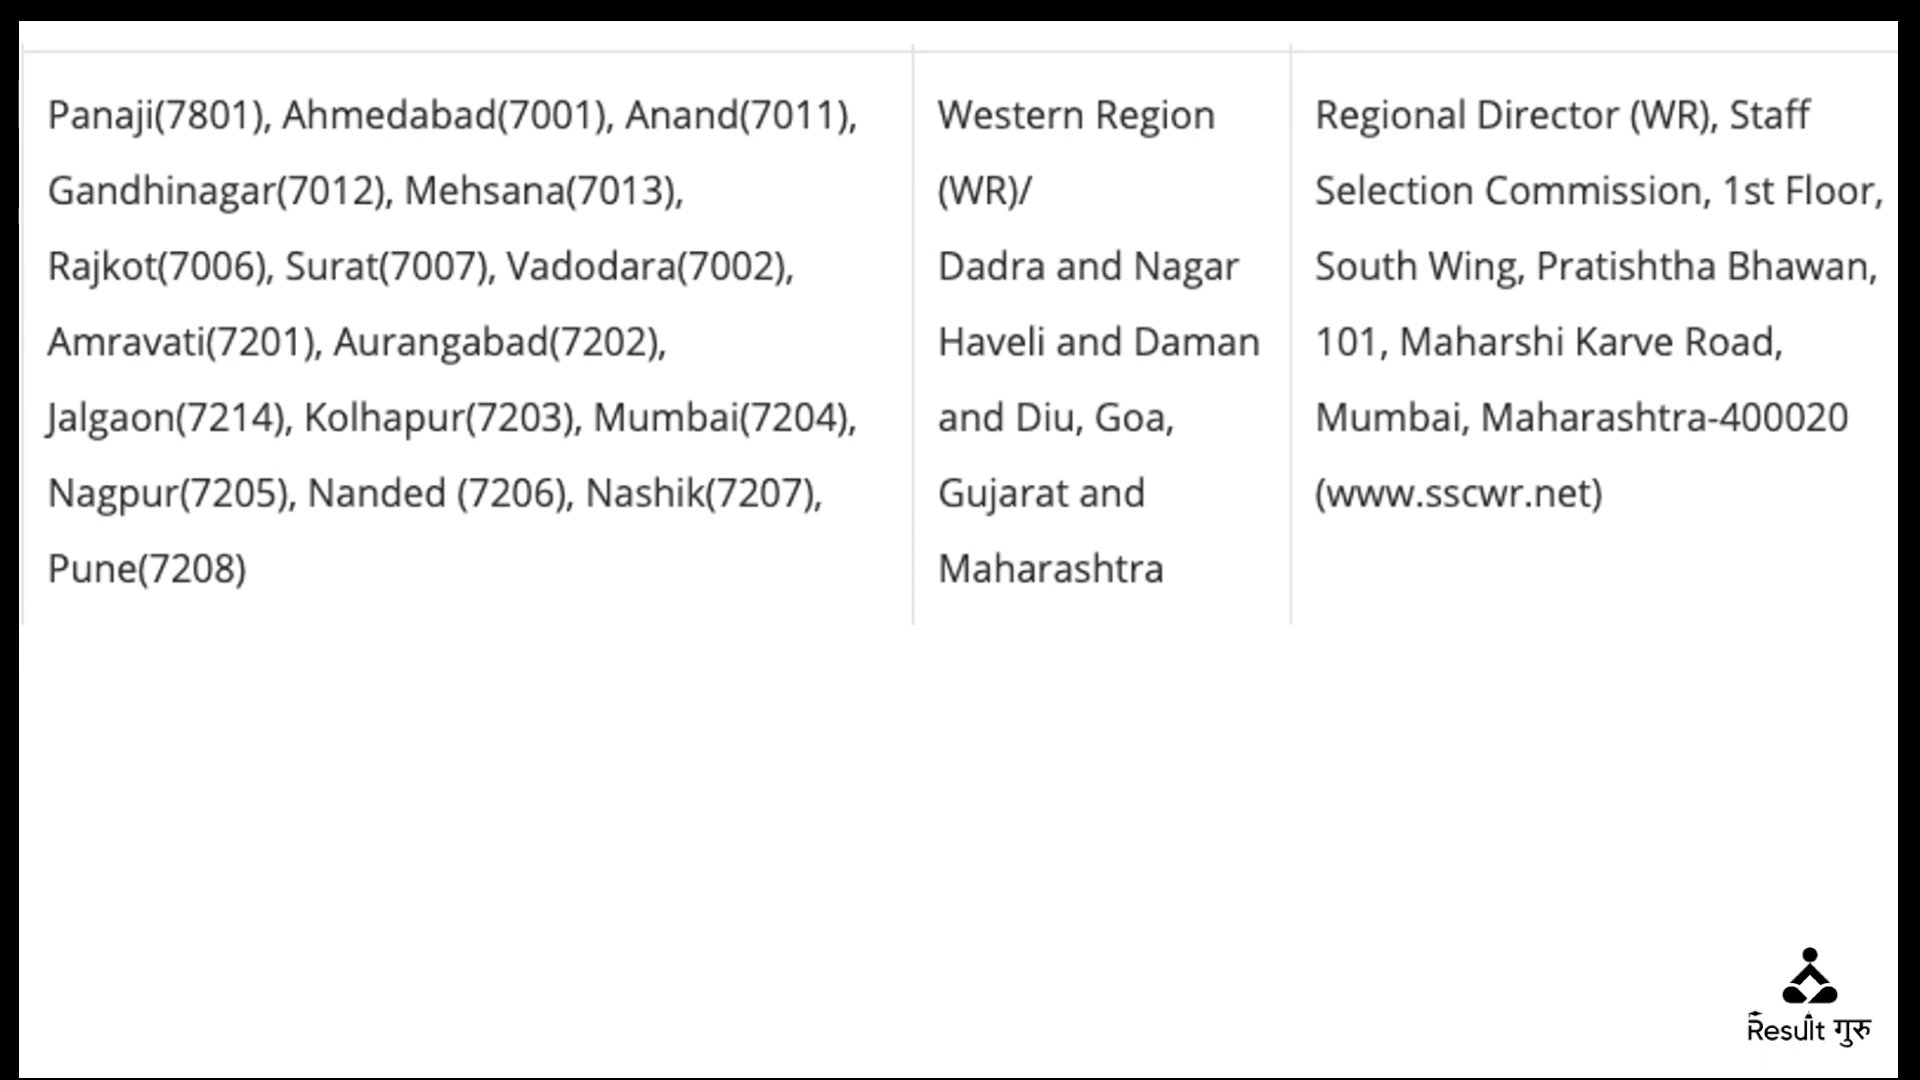 Panaji(7801), Ahmedabad(7001), Anand(7011),
Gandhinagar(7012), Mehsana(7013),
Rajkot(7006), Surat(7007), Vadodara(7002),
Amravati(7201), Aurangabad(7202),
Jalgaon(7214), Kolhapur(7203), Mumbai(7204),
Nagpur(7205), Nanded (7206), Nashik(7207),
Pune(7208)
Western Region
(WR)/
Dadra and Nagar
Haveli and Daman
and Diu, Goa,
Gujarat and
Maharashtra
Regional Director (WR), Staff
Selection Commission, 1st Floor,
South Wing, Pratishtha Bhawan,
101, Maharshi Karve Road,
Mumbai, Maharashtra-400020
(www.sscwr.net)
Result गुरु